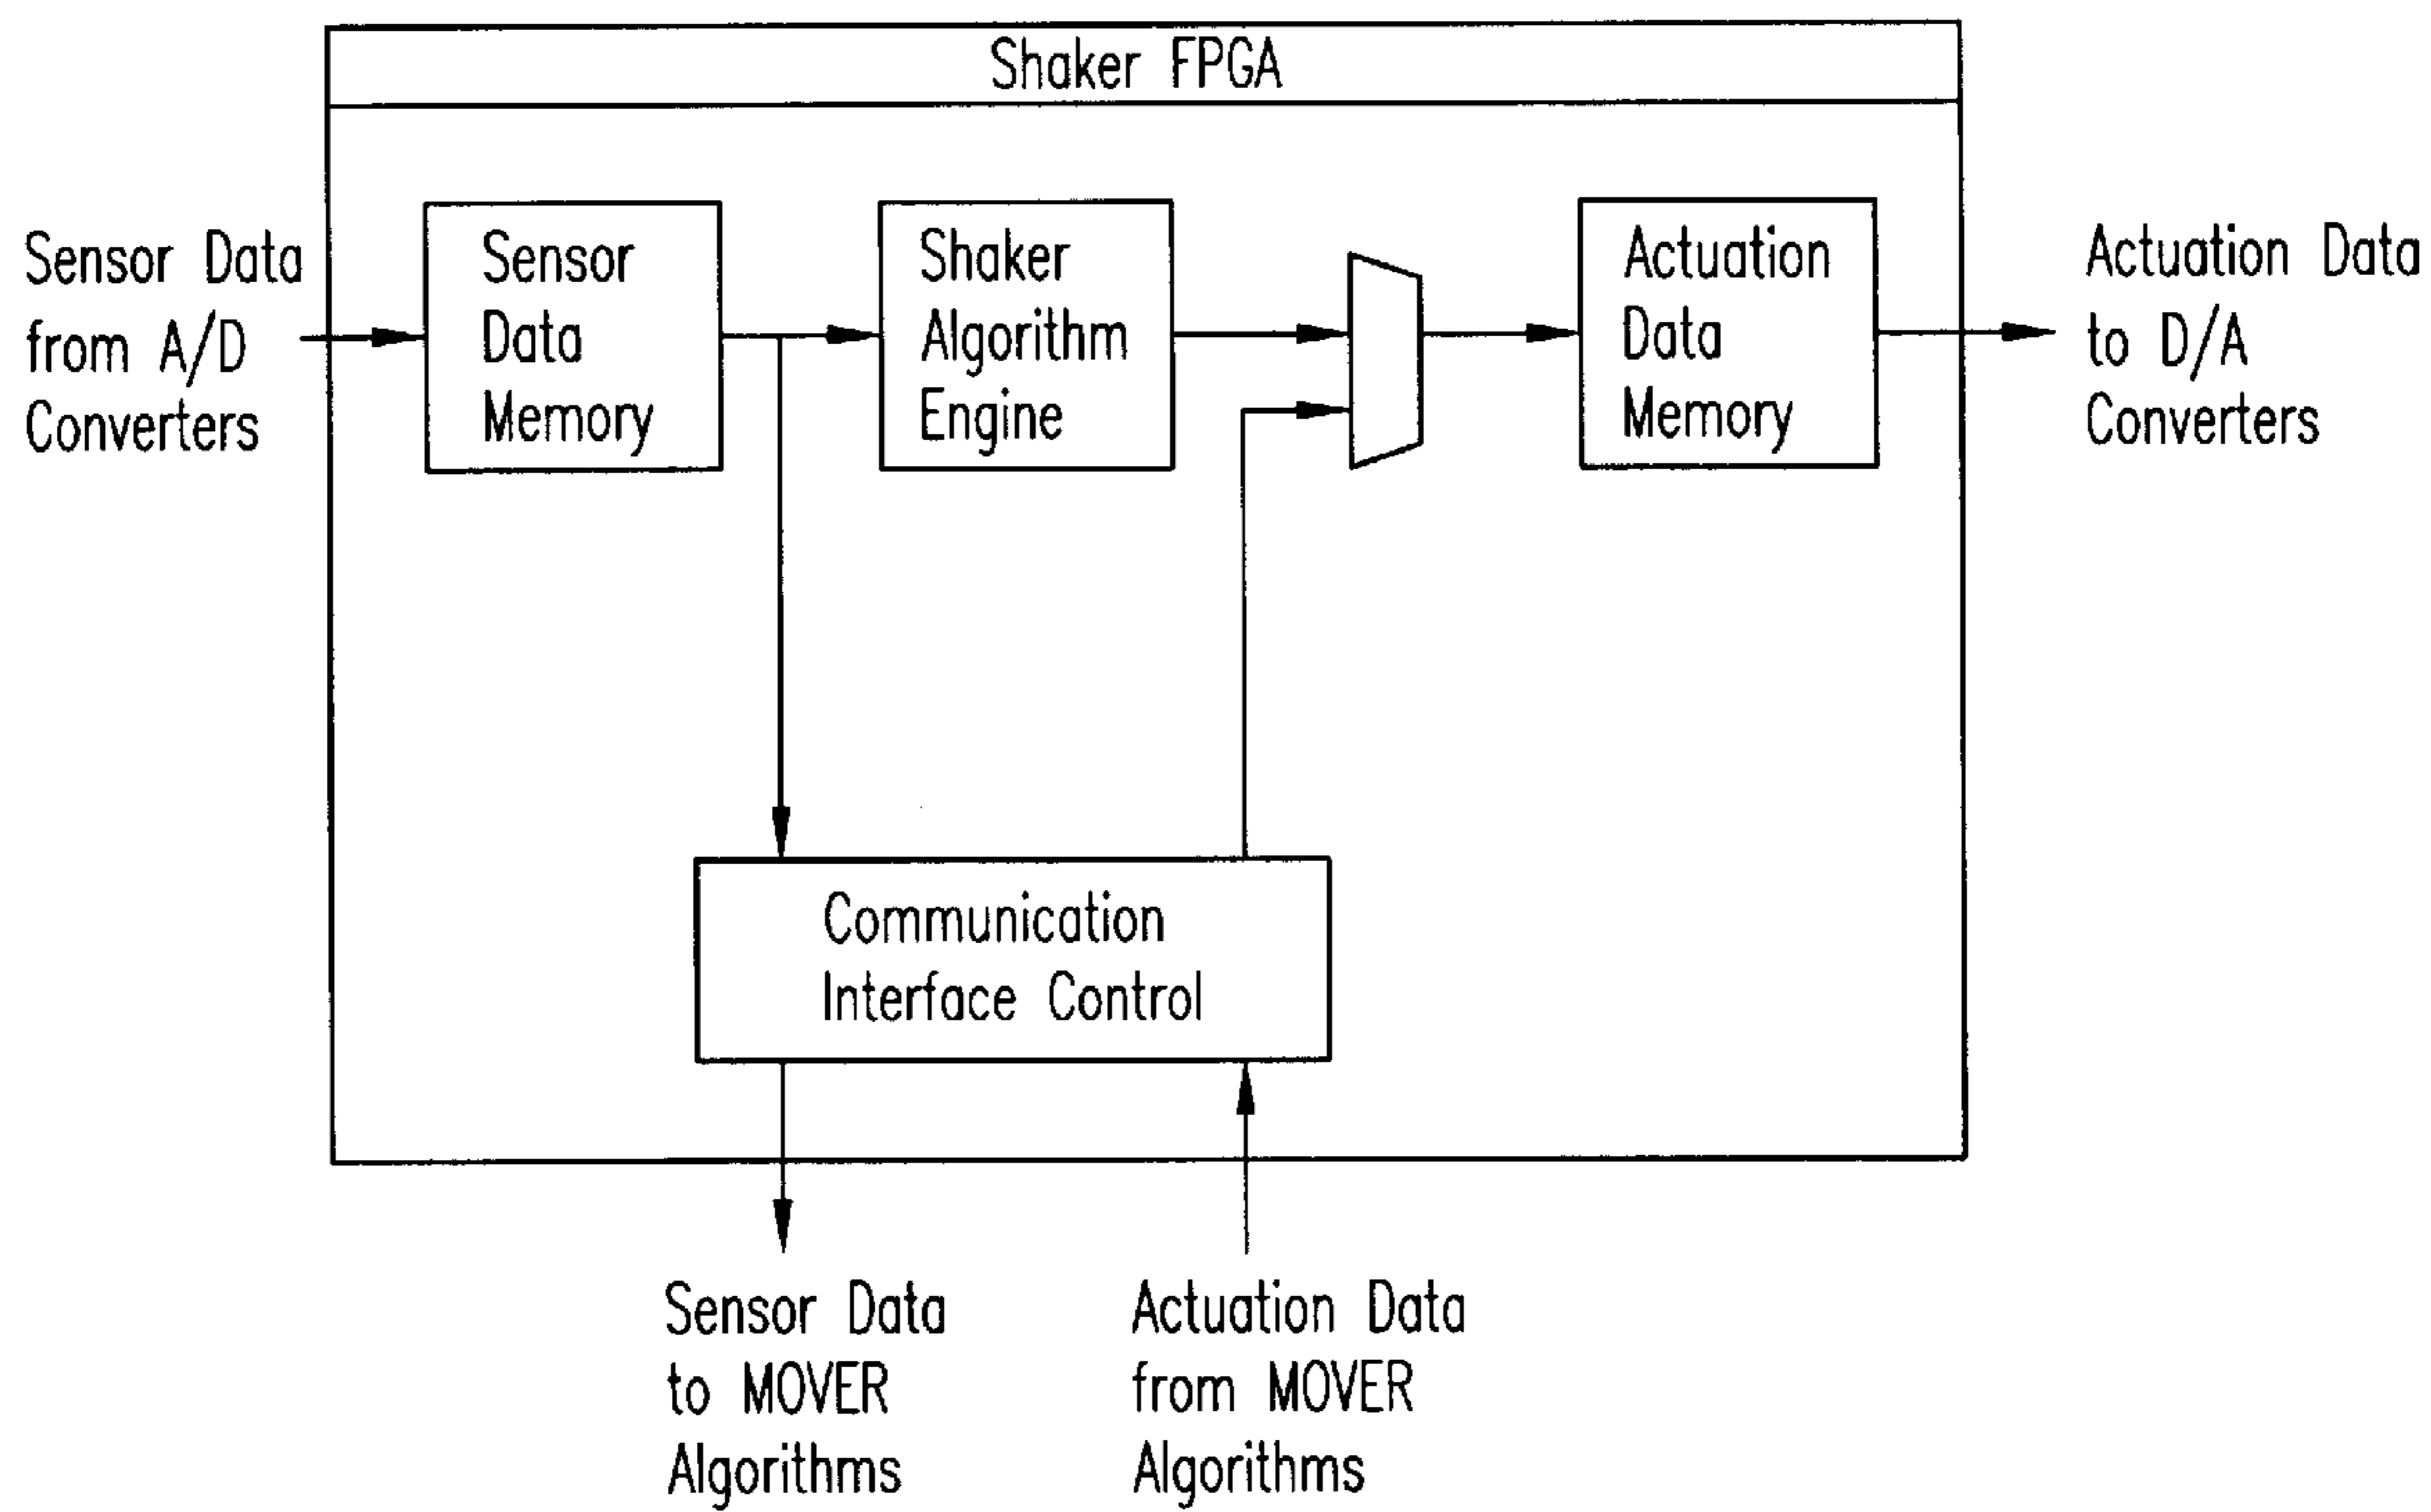 Shaker FPGA
Sensor Data
from A/D
Converters
Sensor
Data
Memory
Shaker
Algorithm
Engine
Actuation
Data
Memory
Actuation Data
to D/A
Converters
Communication
Interface Control
Sensor Data
to MOVER
Algorithms
Actuation Data
from MOVER
Algorithms